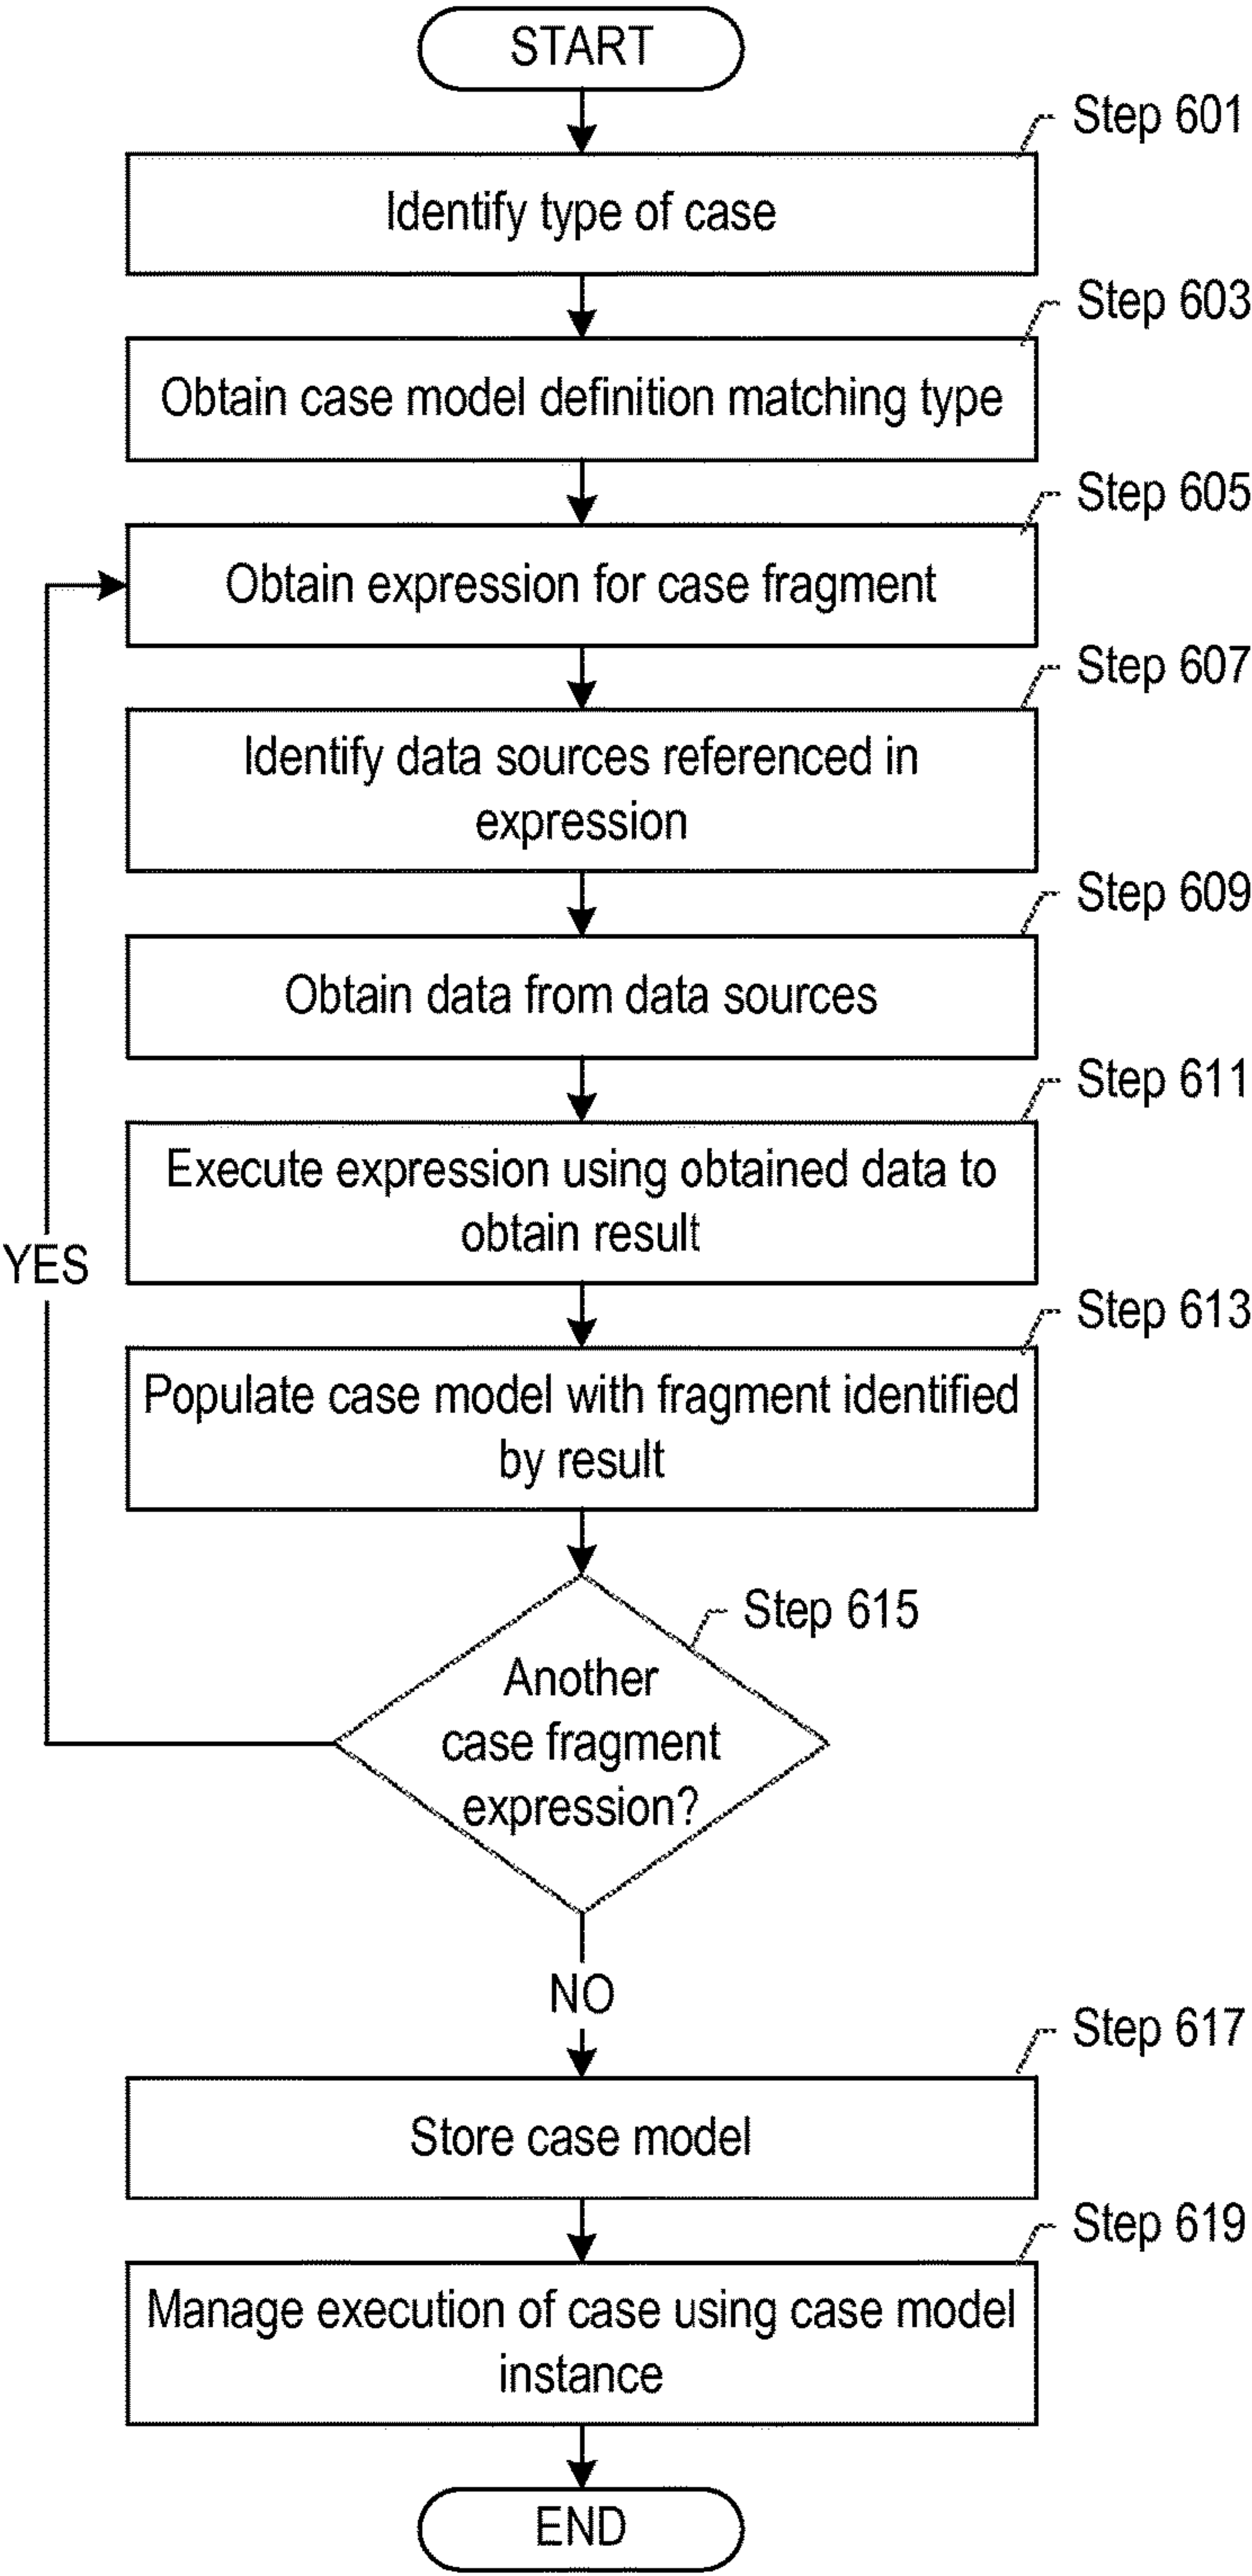 START
Step 601
Identify type of case
Step 603
Obtain case model definition matching type
Step 605
Obtain expression for case fragment
Step 607
Identify data sources referenced in
expression
Step 609
Obtain data from data sources
Step 611
Execute expression using obtained data to
obtain result
YES
Step 613
Populate case model with fragment identified
by result
Step 615
Another
case fragment
expression?
NO
Step 617
Store case model
Step 619
Manage execution of case using case model
instance
END